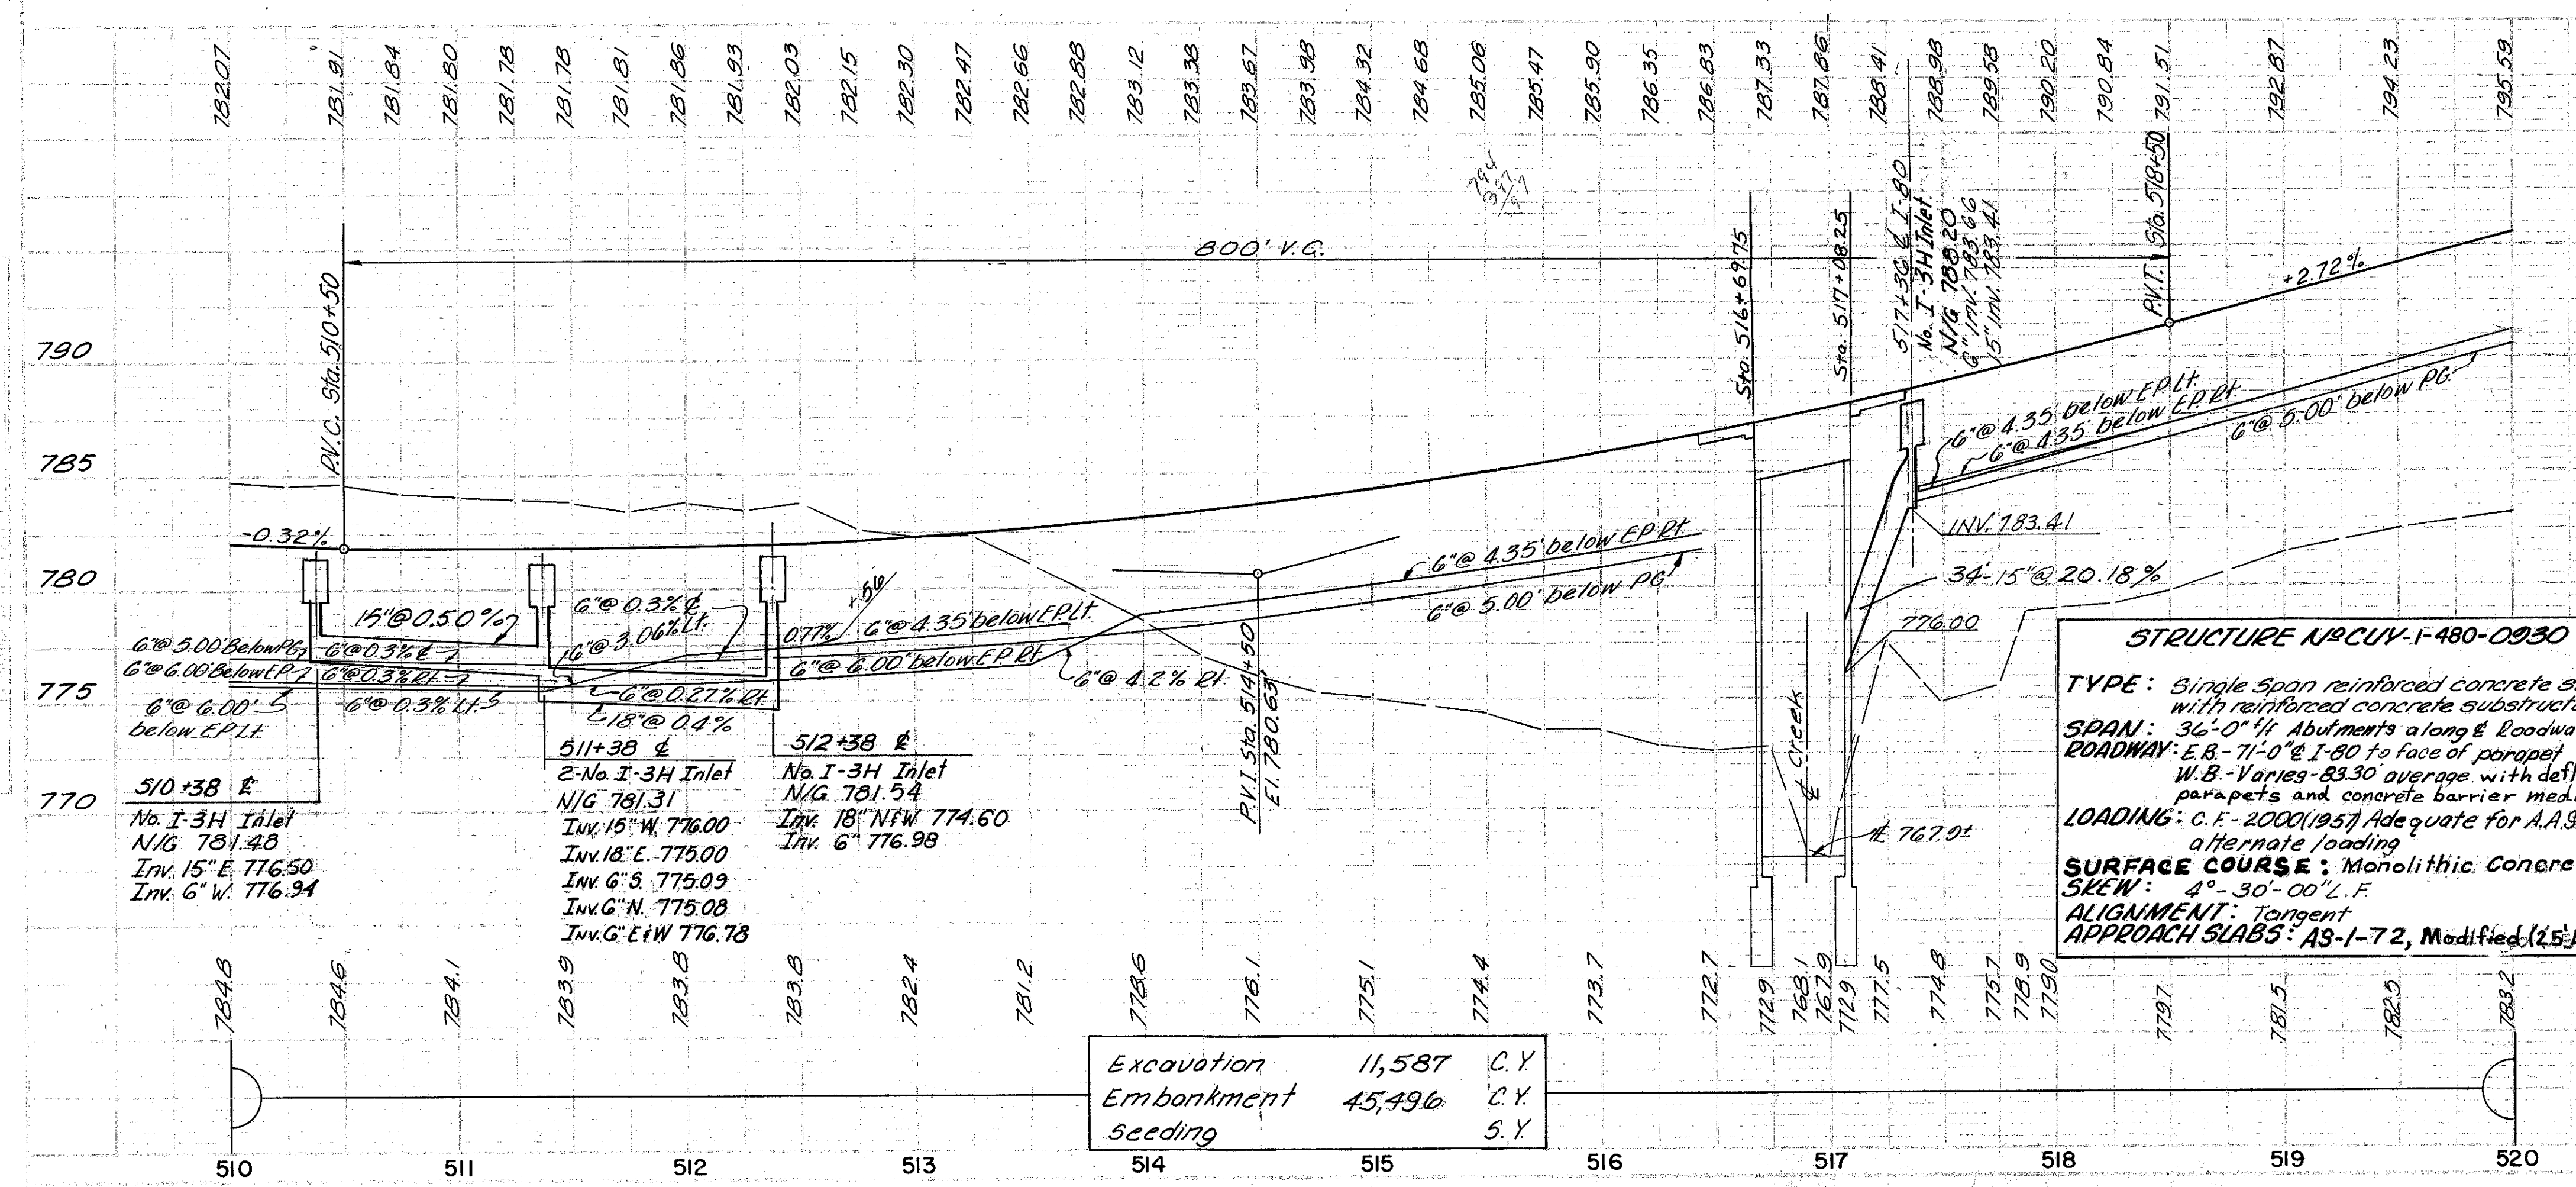 782.07
781.91
781.84
781.80
781.78
781.78
781.81
781.86
781.93
782.03
782.15
782.30
782.47
782.66
782.88
783.12
783.38
783.67
783.98
784.32
784.68
785.06
785.47
785.90
786.35
786.83
787.33
787.86
788.41
788.98
789.58
790.20
790.84
791.51
792.87
794.23
795.59
P.V.C. Sta. 510+50
800' V.C.
Sta. 516+69.75
Sta. 517+08.25
517+36 ℄ I-80
No. I-3H Inlet
N/G 788.20
6" Inv. 783.66
15" Inv. 783.41
P.V.T. Sta. 518+50
+2.72%
790
785
780
775
770
-0.32%
6"@ 4.35' below E.P. Lt.
6"@ 4.35' below E.P. Rt.
6"@ 5.00' below PG.
INV. 783.41
34'-15"@ 20.18%
776.00
6"@ 4.35' below EP. Rt.
6"@ 5.00' below PG
15"@ 0.50%
6"@ 0.3% ℄
6"@ 3.06% Lt.
0.77%
+.56
6"@ 4.35' below EP. Lt.
6"@ 5.00' Below PG
6"@ 0.3% ℄
6"@ 6.00' Below EP
6"@ 0.3% Rt.
6"@ 6.00' below EP. Rt.
6"@ 4.2% Rt.
6"@ 6.00'
below EP Lt.
6"@ 0.3% Lt.
6"@ 0.27% Rt.
18"@ 0.4%
510+38 ℄
No. I-3H Inlet
N/G 781.48
Inv. 15" E. 776.50
Inv. 6" W. 776.94
511+38 ℄
2-No. I-3H Inlet
N/G 781.31
Inv. 15" W. 776.00
Inv. 18" E. 775.00
Inv. 6" S. 775.09
Inv. 6" N. 775.08
Inv. 6" E&W 776.78
512+38 ℄
No. I-3H Inlet
N/G 781.54
Inv. 18" N&W 774.60
Inv. 6" 776.98
P.V.I. Sta. 514+50
El. 780.63
℄ Creek
767.9±
STRUCTURE Nº CUY-1-480-0930
TYPE: Single Span reinforced concrete
with reinforced concrete
SPAN: 36'-0" f/f Abutments along ℄
ROADWAY: E.B.-71'-0" ℄ I-80 to face of parapet
W.B.-Varies-83.30' average with
parapets and concrete barrier
LOADING: C.F.-2000(1957) Adequate for
alternate loading
SURFACE COURSE: Monolithic
SKEW: 4°-30'-00" L.F.
ALIGNMENT: Tangent
APPROACH SLABS: AS-1-72, Modified (25'
784.8
784.6
784.1
783.9
783.8
783.8
782.4
781.2
778.6
776.1
775.1
774.4
773.7
772.7
772.9
768.1
767.9
772.9
777.5
774.8
775.7
778.9
779.0
779.7
781.5
782.5
783.2
Excavation 11,587 C.Y.
Embankment 45,496 C.Y.
Seeding S.Y.
510 511 512 513 514 515 516 517 518 519 520